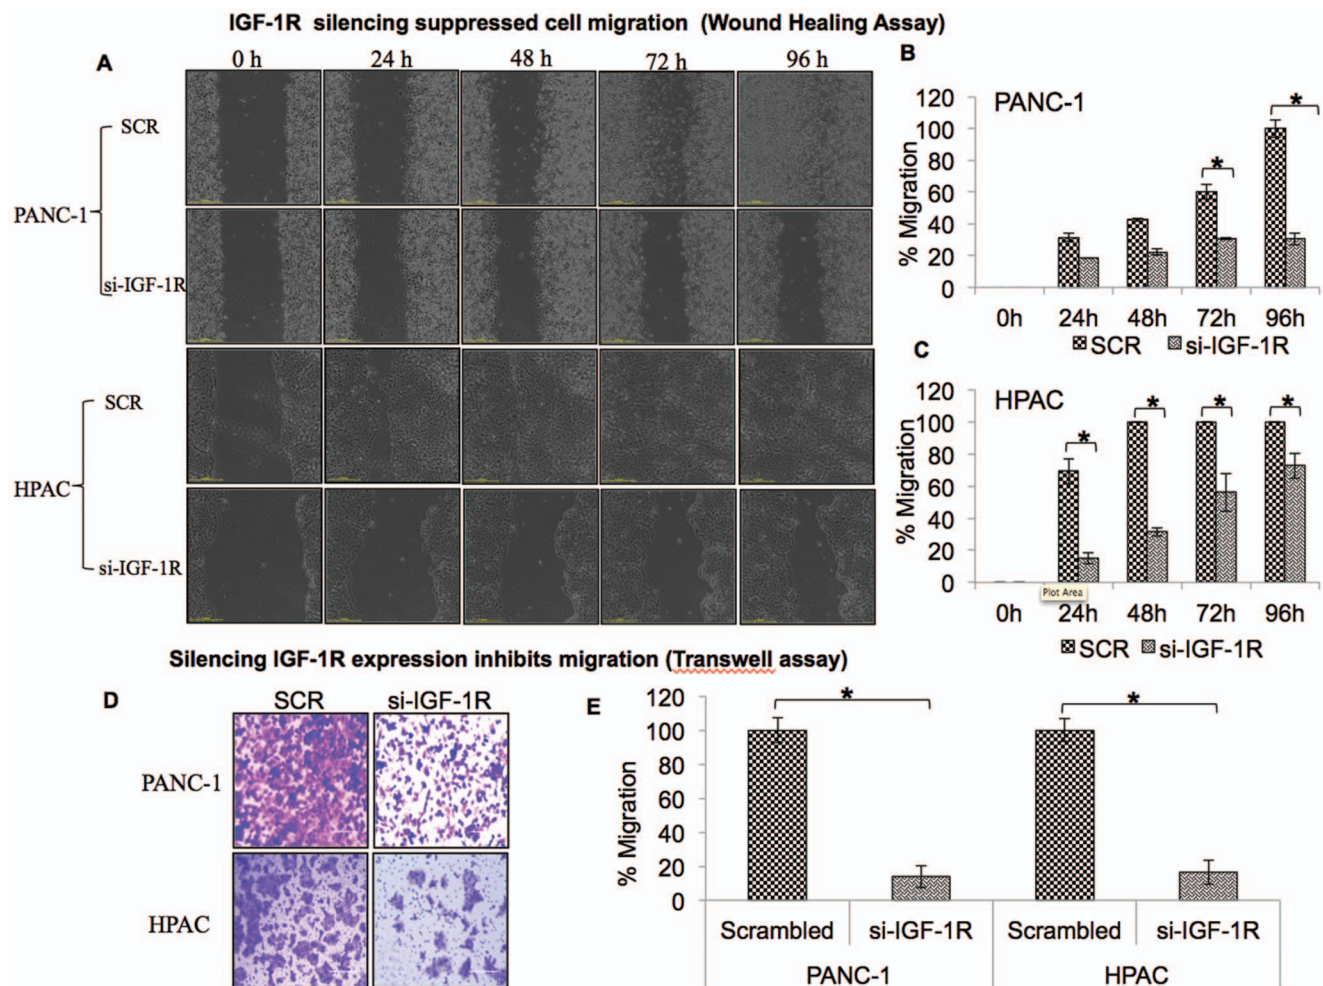 IGF-1R silencing suppressed cell migration (Wound Healing Assay)
A
0 h 24 h 48 h 72 h 96 h
SCR
PANC-1
si-IGF-1R
SCR
HPAC
si-IGF-1R
B
PANC-1
% Migration
120
100
80
60
40
20
0
* *
0h 24h 48h 72h 96h
SCR si-IGF-1R
C
HPAC
% Migration
120
100
80
60
40
20
0
* * * *
Plot Area
0h 24h 48h 72h 96h
SCR si-IGF-1R
Silencing IGF-1R expression inhibits migration (Transwell assay)
D
SCR si-IGF-1R
PANC-1
HPAC
E
% Migration
120
100
80
60
40
20
0
* *
Scrambled si-IGF-1R Scrambled si-IGF-1R
PANC-1 HPAC